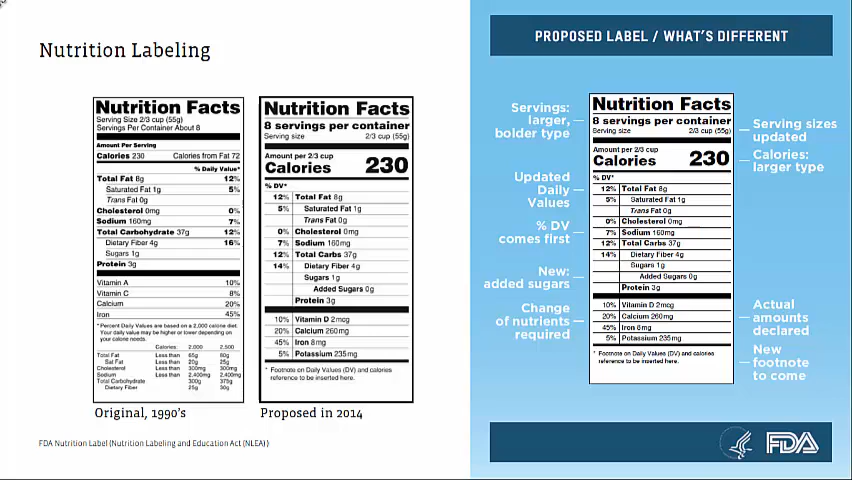 Nutrition Labeling
Nutrition Facts
Serving Size 2/3 cup (55g)
Servings Per Container About 8
Amount Per Serving
Calories 230 Calories from Fat 72
% Daily Value*
Total Fat 8g 12%
Saturated Fat 1g 5%
Trans Fat 0g
Cholesterol 0mg 0%
Sodium 160mg 7%
Total Carbohydrate 37g 12%
Dietary Fiber 4g 16%
Sugars 1g
Protein 3g
Vitamin A 10%
Vitamin C 8%
Calcium 20%
Iron 45%
* Percent Daily Values are based on a 2,000 calorie diet.
Your daily value may be higher or lower depending on
your calorie needs.
Calories: 2,000 2,500
Total Fat Less than 65g 80g
Sat Fat Less than 20g 25g
Cholesterol Less than 300mg 300mg
Sodium Less than 2,400mg 2,400mg
Total Carbohydrate 300g 375g
Dietary Fiber 25g 30g
Original, 1990's
Nutrition Facts
8 servings per container
Serving size 2/3 cup (55g)
Amount per 2/3 cup
Calories 230
% DV*
12% Total Fat 8g
5% Saturated Fat 1g
Trans Fat 0g
0% Cholesterol 0mg
7% Sodium 160mg
12% Total Carbs 37g
14% Dietary Fiber 4g
Sugars 1g
Added Sugars 0g
Protein 3g
10% Vitamin D 2mcg
20% Calcium 260mg
45% Iron 8mg
5% Potassium 235mg
* Footnote on Daily Values (DV) and calories
reference to be inserted here.
Proposed in 2014
FDA Nutrition Label (Nutrition Labeling and Education Act (NLEA))
PROPOSED LABEL / WHAT'S DIFFERENT
Servings:
larger,
bolder type
Updated
Daily
Values
% DV
comes first
New:
added sugars
Change
of nutrients
required
Nutrition Facts
8 servings per container
Serving size 2/3 cup (55g)
Amount per 2/3 cup
Calories 230
% DV*
12% Total Fat 8g
5% Saturated Fat 1g
Trans Fat 0g
0% Cholesterol 0mg
7% Sodium 160mg
12% Total Carbs 37g
14% Dietary Fiber 4g
Sugars 1g
Added Sugars 0g
Protein 3g
10% Vitamin D 2mcg
20% Calcium 260mg
45% Iron 8mg
5% Potassium 235mg
* Footnote on Daily Values (DV) and calories
reference to be inserted here.
Serving sizes
updated
Calories:
larger type
Actual
amounts
declared
New
footnote
to come
FDA